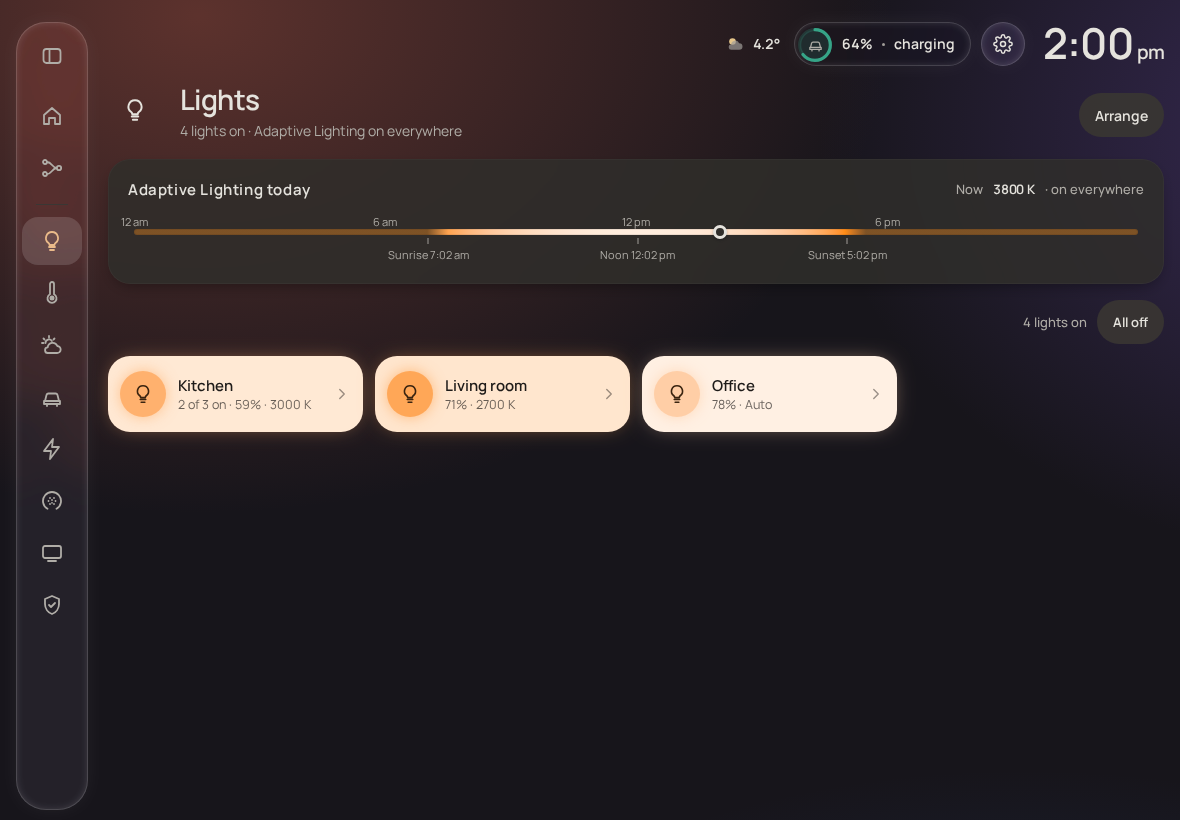 4.2° 64% • charging 2:00 pm
Lights
4 lights on · Adaptive Lighting on everywhere
Arrange
Adaptive Lighting today
Now 3800 K · on everywhere
12 am 6 am 12 pm 6 pm
Sunrise 7:02 am Noon 12:02 pm Sunset 5:02 pm
4 lights on All off
Kitchen
2 of 3 on · 59% · 3000 K
Living room
71% · 2700 K
Office
78% · Auto